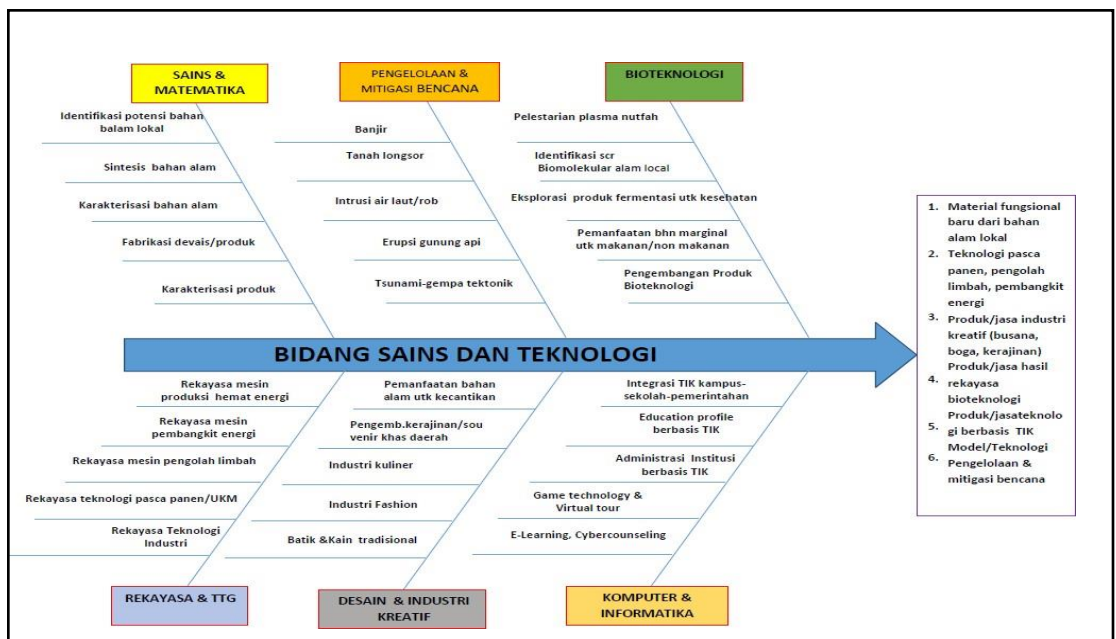 SAINS &
MATEMATIKA
Identifikasi potensi bahan
balam lokal
Sintesis bahan alam
Karakterisasi bahan alam
Fabrikasi devais/produk
Karakterisasi produk
PENGELOLAAN &
MITIGASI BENCANA
Banjir
Tanah longsor
Intrusi air laut/rob
Erupsi gunung api
Tsunami-gempa tektonik
BIOTEKNOLOGI
Pelestarian plasma nutfah
Identifikasi scr
Biomolekular alam local
Eksplorasi produk fermentasi utk kesehatan
Pemanfaatan bhn marginal
utk makanan/non makanan
Pengembangan Produk
Bioteknologi
BIDANG SAINS DAN TEKNOLOGI
Rekayasa mesin
produksi hemat energi
Rekayasa mesin
pembangkit energi
Rekayasa mesin pengolah limbah
Rekayasa teknologi pasca panen/UKM
Rekayasa Teknologi
Industri
REKAYASA & TTG
Pemanfaatan bahan
alam utk kecantikan
Pengemb.kerajinan/sou
venir khas daerah
Industri kuliner
Industri Fashion
Batik &Kain tradisional
DESAIN & INDUSTRI
KREATIF
Integrasi TIK kampus-
sekolah-pemerintahan
Education profile
berbasis TIK
Administrasi Institusi
berbasis TIK
Game technology &
Virtual tour
E-Learning, Cybercounseling
KOMPUTER &
INFORMATIKA
1. Material fungsional
baru dari bahan
alam lokal
2. Teknologi pasca
panen, pengolah
limbah, pembangkit
energi
3. Produk/jasa industri
kreatif (busana,
boga, kerajinan)
Produk/jasa hasil
4. rekayasa
bioteknologi
Produk/jasateknolo
5. gi berbasis TIK
Model/Teknologi
6. Pengelolaan &
mitigasi bencana